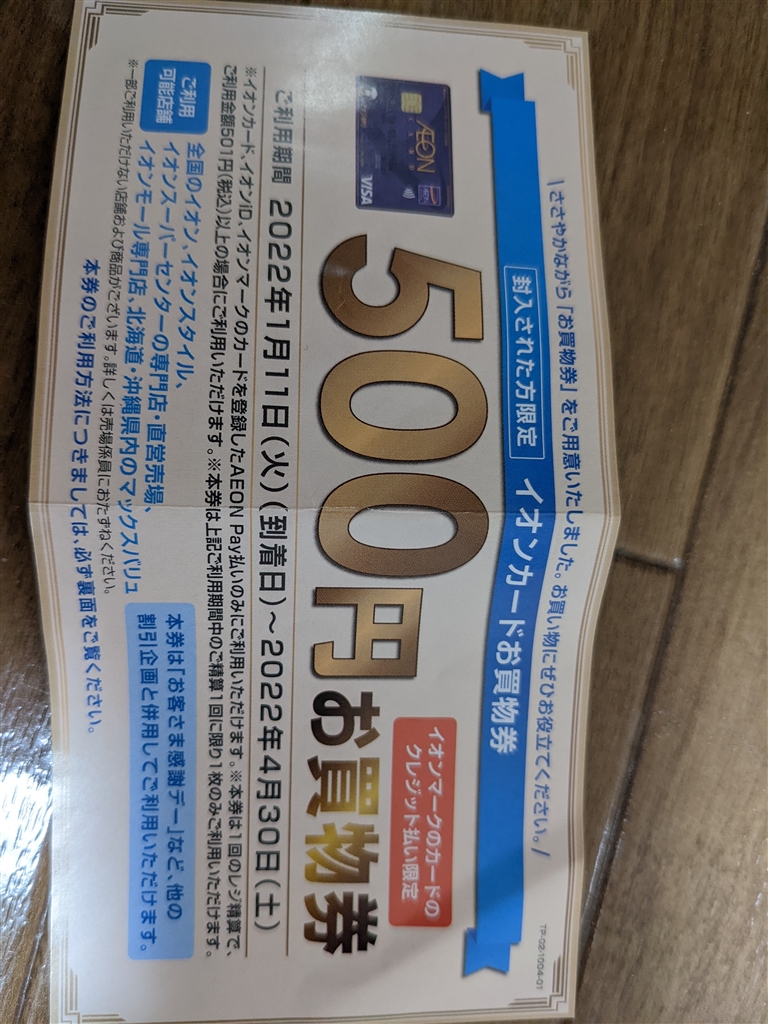 \ささやかながら「お買物券」をご用意いたしました。お買い物にぜひお役立てください。/
TP-02-1004-01
封入された方限定 イオンカードお買物券
AEON
CARD
VISA
イオンマークのカードの
クレジット払い限定
500円お買物券
ご利用期間 2022年1月11日(火)(到着日)〜2022年4月30日(土)
※イオンカード、イオンiD、イオンマークのカードを登録したAEON Pay払いのみにご利用いただけます。※本券は1回のレジ精算で、
ご利用金額501円(税込)以上の場合にご利用いただけます。※本券は上記ご利用期間中のご精算1回に限り1枚のみご利用いただけます。
ご利用
可能店舗
全国のイオン、イオンスタイル、
イオンスーパーセンターの専門店・直営売場、
イオンモール専門店、北海道・沖縄県内のマックスバリュ
※一部ご利用いただけない店舗および商品がございます。詳しくは売場係員におたずねください。
本券は「お客さま感謝デー」など、他の
割引企画と併用してご利用いただけます。
本券のご利用方法につきましては、必ず裏面をご覧ください。